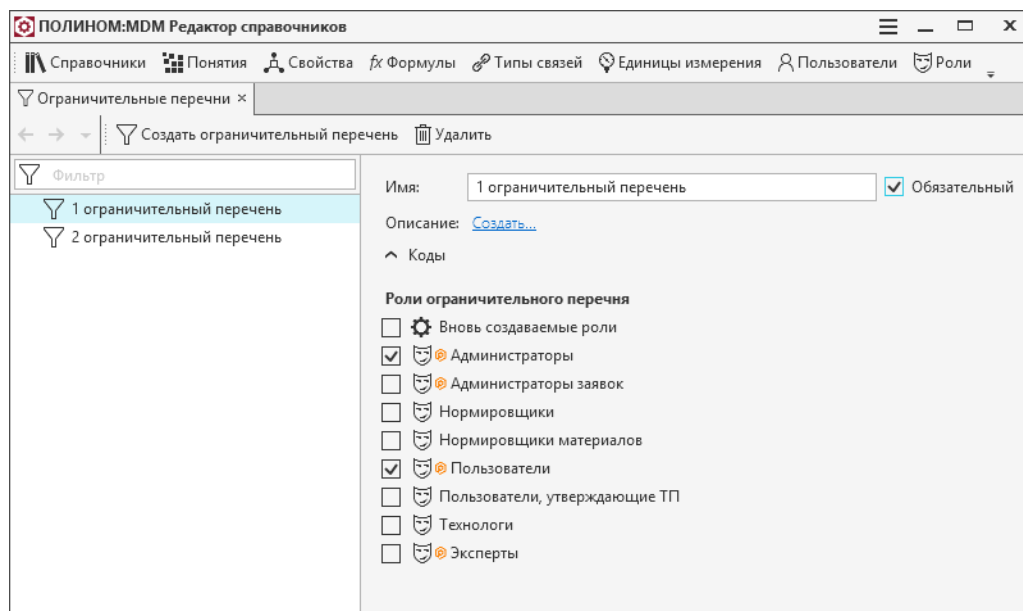 ПОЛИНОМ:MDM Редактор справочников
Справочники Понятия Свойства fx Формулы Типы связей Единицы измерения Пользователи Роли
Ограничительные перечни ×
Создать ограничительный перечень Удалить
Фильтр
1 ограничительный перечень
2 ограничительный перечень
Имя: 1 ограничительный перечень Обязательный
Описание: Создать...
Коды
Роли ограничительного перечня
Вновь создаваемые роли
Администраторы
Администраторы заявок
Нормировщики
Нормировщики материалов
Пользователи
Пользователи, утверждающие ТП
Технологи
Эксперты